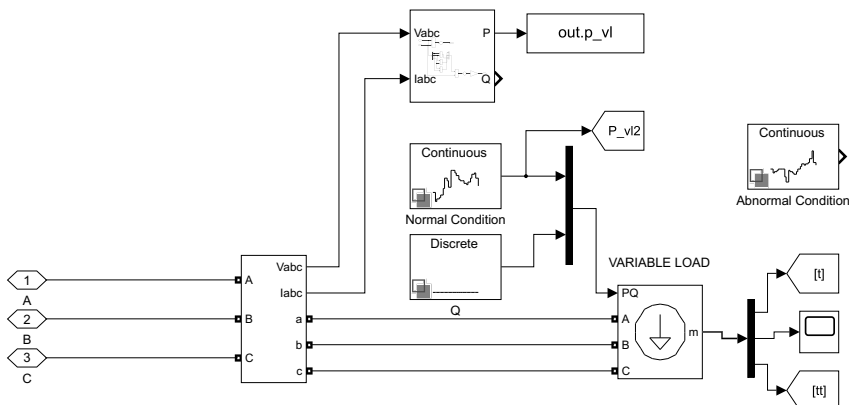 Vabc
P
out.p_vl
Iabc
Q
P_vl2
Continuous
Normal Condition
Continuous
Abnormal Condition
Discrete
Q
VARIABLE LOAD
1
A
2
B
3
C
A
B
C
Vabc
Iabc
a
b
c
PQ
A
B
C
m
[t]
[tt]